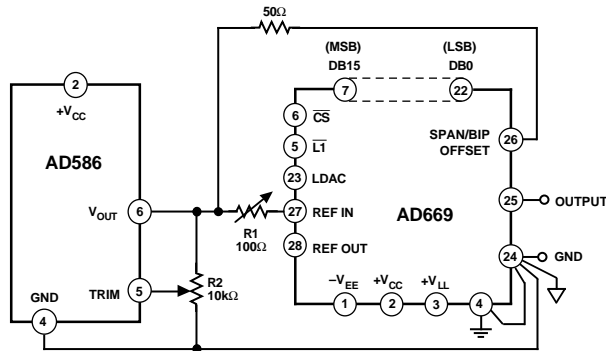 50Ω
(MSB)
DB15
(LSB)
DB0
7
22
2
+VCC
AD586
6
CS
5
L1
23
LDAC
27
REF IN
28
REF OUT
AD669
SPAN/BIP
OFFSET
26
25
OUTPUT
24
GND
VOUT
6
R1
100Ω
TRIM
5
R2
10kΩ
GND
4
–VEE
+VCC
+VLL
1
2
3
4